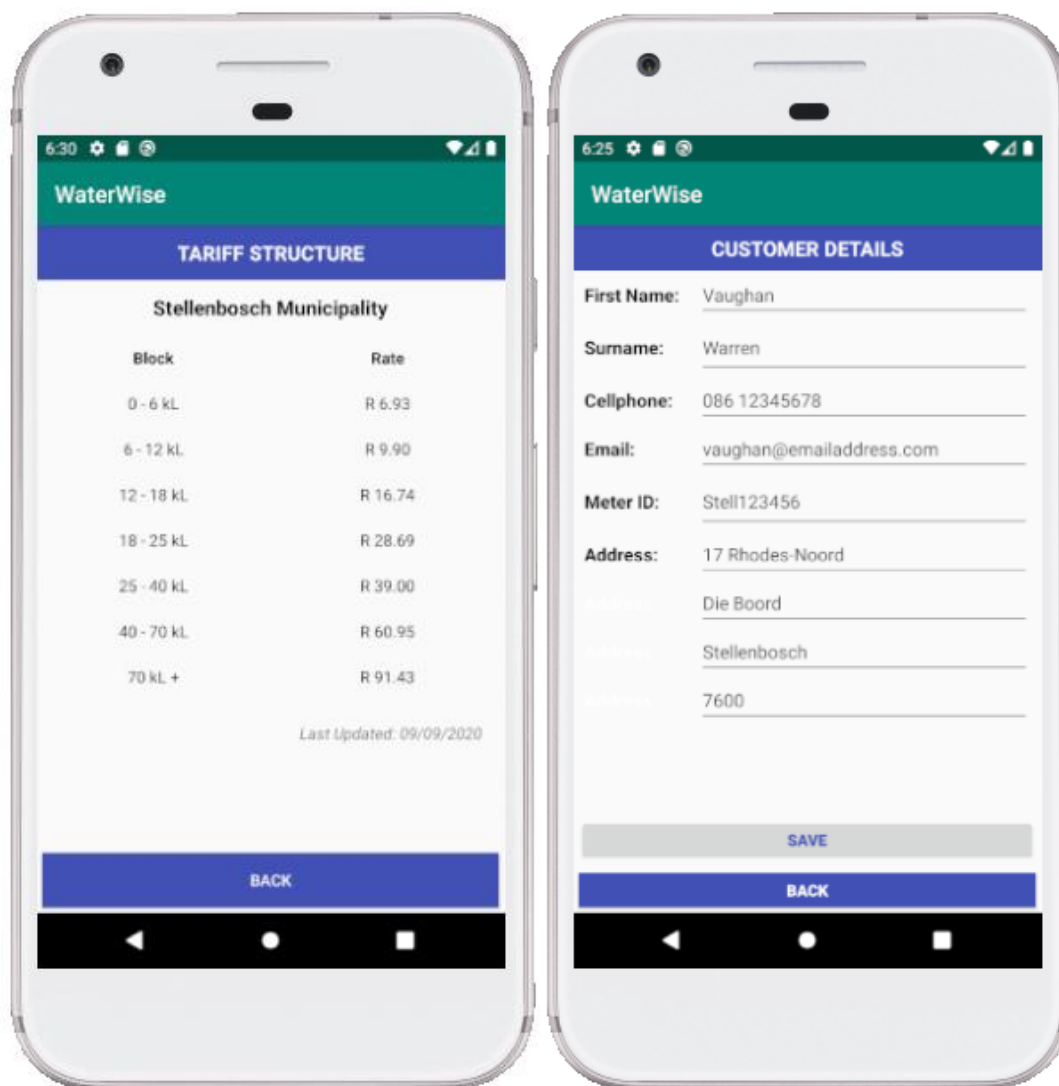 6:30
WaterWise
TARIFF STRUCTURE
Stellenbosch Municipality
Block Rate
0 - 6 kL R 6.93
6 - 12 kL R 9.90
12 - 18 kL R 16.74
18 - 25 kL R 28.69
25 - 40 kL R 39.00
40 - 70 kL R 60.95
70 kL + R 91.43
Last Updated: 09/09/2020
BACK
6:25
WaterWise
CUSTOMER DETAILS
First Name: Vaughan
Surname: Warren
Cellphone: 086 12345678
Email: vaughan@emailaddress.com
Meter ID: Stell123456
Address: 17 Rhodes-Noord
Die Boord
Stellenbosch
7600
SAVE
BACK